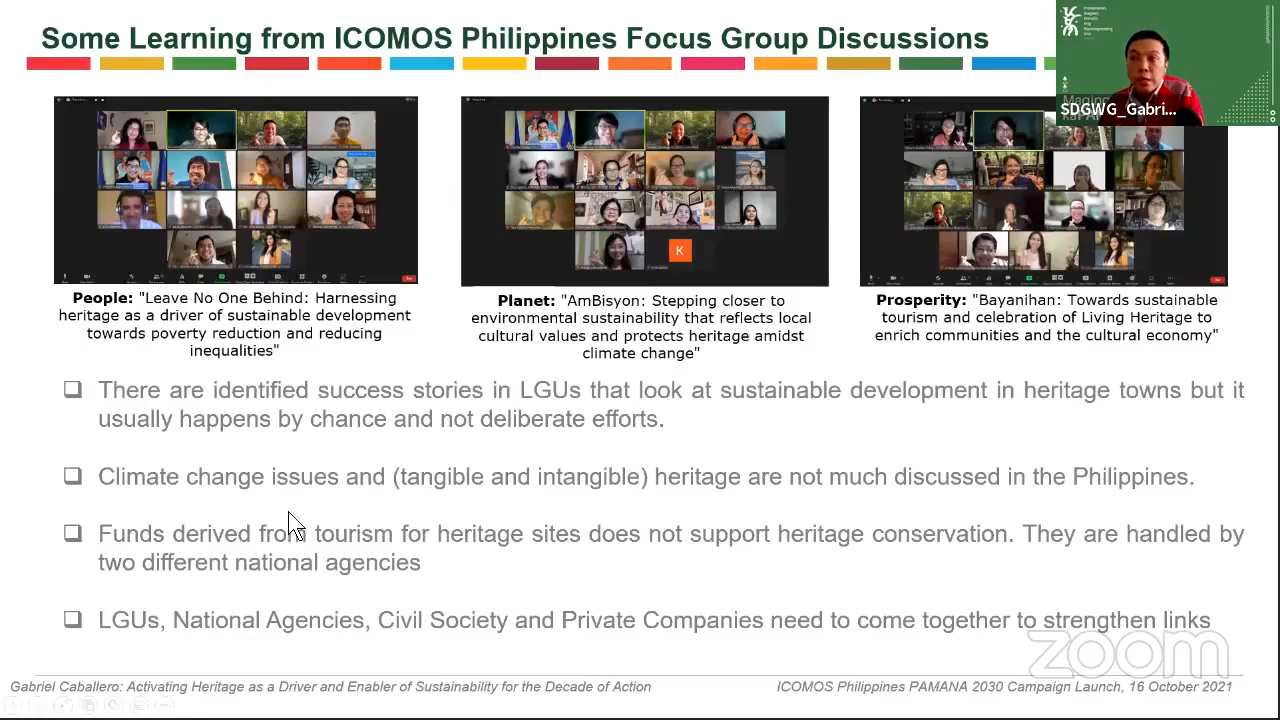 Some Learning from ICOMOS Philippines Focus Group Discussions
SDGWG_Gabri...
K
People: "Leave No One Behind: Harnessing
heritage as a driver of sustainable development
towards poverty reduction and reducing
inequalities"
Planet: "AmBisyon: Stepping closer to
environmental sustainability that reflects local
cultural values and protects heritage amidst
climate change"
Prosperity: "Bayanihan: Towards sustainable
tourism and celebration of Living Heritage to
enrich communities and the cultural economy"
❑ There are identified success stories in LGUs that look at sustainable development in heritage towns but it
usually happens by chance and not deliberate efforts.
❑ Climate change issues and (tangible and intangible) heritage are not much discussed in the Philippines.
❑ Funds derived from tourism for heritage sites does not support heritage conservation. They are handled by
two different national agencies
❑ LGUs, National Agencies, Civil Society and Private Companies need to come together to strengthen links
zoom
Gabriel Caballero: Activating Heritage as a Driver and Enabler of Sustainability for the Decade of Action
ICOMOS Philippines PAMANA 2030 Campaign Launch, 16 October 2021